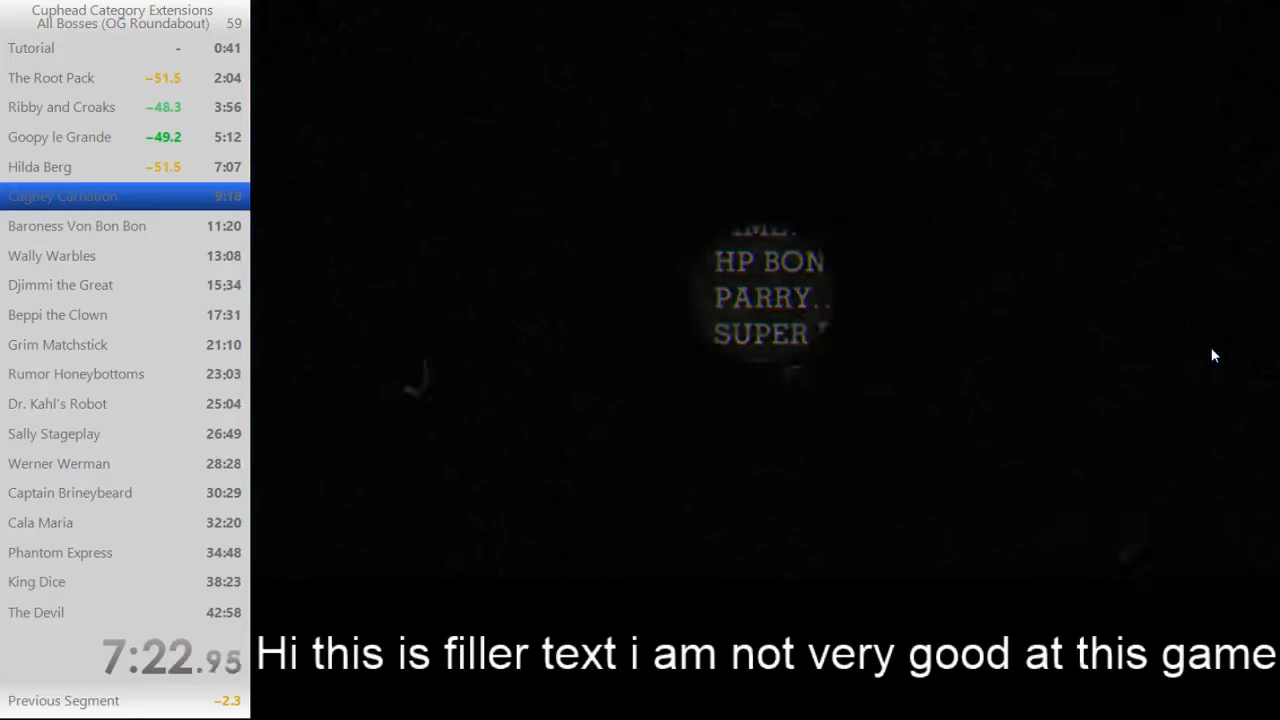 Cuphead Category Extensions
All Bosses (OG Roundabout) 59
Tutorial - 0:41
The Root Pack -51.5 2:04
Ribby and Croaks -48.3 3:56
Goopy le Grande -49.2 5:12
Hilda Berg -51.5 7:07
Cagney Carnation 9:18
Baroness Von Bon Bon 11:20
Wally Warbles 13:08
Djimmi the Great 15:34
Beppi the Clown 17:31
Grim Matchstick 21:10
Rumor Honeybottoms 23:03
Dr. Kahl's Robot 25:04
Sally Stageplay 26:49
Werner Werman 28:28
Captain Brineybeard 30:29
Cala Maria 32:20
Phantom Express 34:48
King Dice 38:23
The Devil 42:58
7:22.95
Previous Segment -2.3
HP BON
PARRY..
SUPER
Hi this is filler text i am not very good at this game